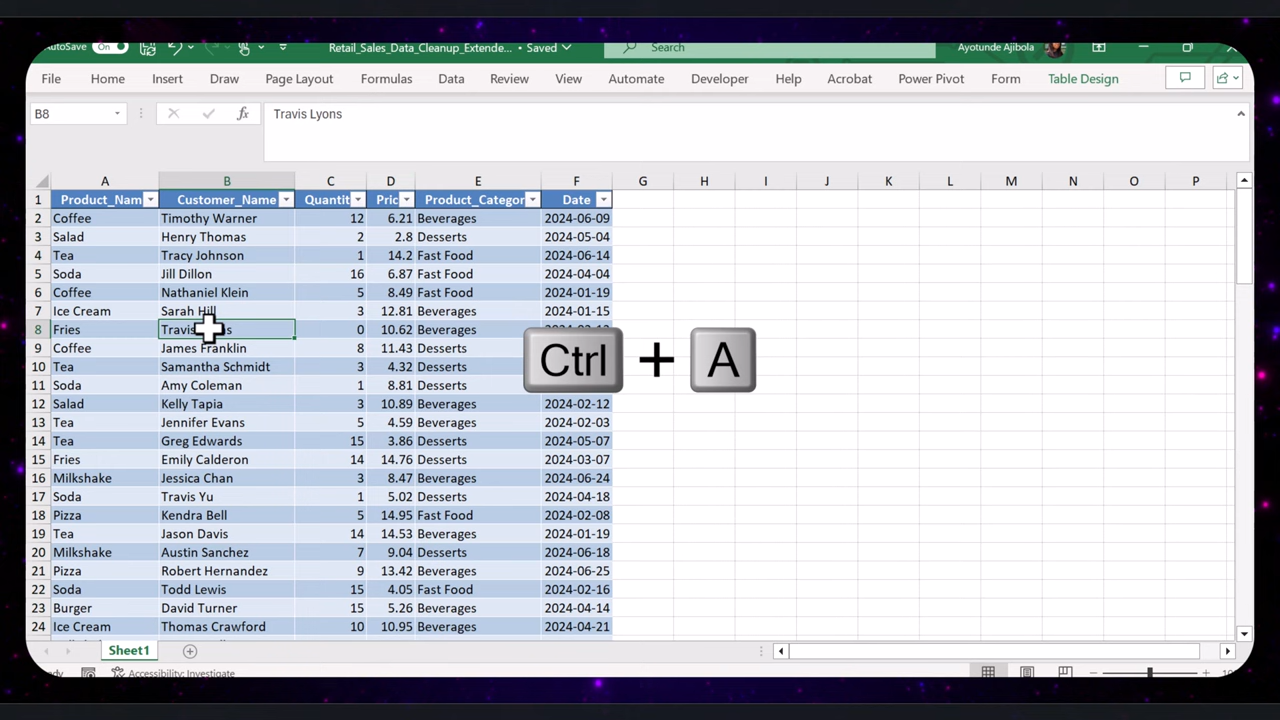 AutoSave On Retail_Sales_Data_Cleanup_Extende... • Saved Search Ayotunde Ajibola
File Home Insert Draw Page Layout Formulas Data Review View Automate Developer Help Acrobat Power Pivot Form Table Design
B8 fx Travis Lyons
A B C D E F G H I J K L M N O P
1 Product_Nam Customer_Name Quantit Pric Product_Categor Date
2 Coffee Timothy Warner 12 6.21 Beverages 2024-06-09
3 Salad Henry Thomas 2 2.8 Desserts 2024-05-04
4 Tea Tracy Johnson 1 14.2 Fast Food 2024-06-14
5 Soda Jill Dillon 16 6.87 Fast Food 2024-04-04
6 Coffee Nathaniel Klein 5 8.49 Fast Food 2024-01-19
7 Ice Cream Sarah Hill 3 12.81 Beverages 2024-01-15
8 Fries Travis 0 10.62 Beverages
9 Coffee James Franklin 8 11.43 Desserts
Ctrl + A
10 Tea Samantha Schmidt 3 4.32 Desserts
11 Soda Amy Coleman 1 8.81 Desserts
12 Salad Kelly Tapia 3 10.89 Beverages 2024-02-12
13 Tea Jennifer Evans 5 4.59 Beverages 2024-02-03
14 Tea Greg Edwards 15 3.86 Desserts 2024-05-07
15 Fries Emily Calderon 14 14.76 Desserts 2024-03-07
16 Milkshake Jessica Chan 3 8.47 Beverages 2024-06-24
17 Soda Travis Yu 1 5.02 Desserts 2024-04-18
18 Pizza Kendra Bell 5 14.95 Fast Food 2024-02-08
19 Tea Jason Davis 14 14.53 Beverages 2024-01-19
20 Milkshake Austin Sanchez 7 9.04 Desserts 2024-06-18
21 Pizza Robert Hernandez 9 13.42 Beverages 2024-06-25
22 Soda Todd Lewis 15 4.05 Fast Food 2024-02-16
23 Burger David Turner 15 5.26 Beverages 2024-04-14
24 Ice Cream Thomas Crawford 10 10.95 Beverages 2024-04-21
Sheet1
Accessibility: Investigate